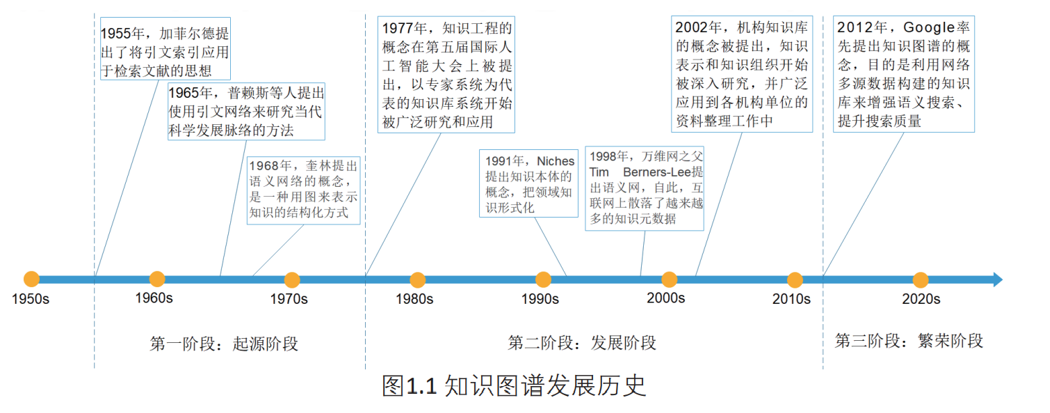 1955年，加菲尔德提
出了将引文索引应用
于检索文献的思想
1965年，普赖斯等人提出
使用引文网络来研究当代
科学发展脉络的方法
1968年，奎林提出
语义网络的概念，
是一种用图来表示
知识的结构化方式
1977年，知识工程的
概念在第五届国际人
工智能大会上被提
出，以专家系统为代
表的知识库系统开始
被广泛研究和应用
1991年，Niches
提出知识本体的
概念，把领域知
识形式化
1998年，万维网之父
Tim Berners-Lee提
出语义网，自此，互
联网上散落了越来越
多的知识元数据
2002年，机构知识库
的概念被提出，知识
表示和知识组织开始
被深入研究，并广泛
应用到各机构单位的
资料整理工作中
2012年，Google率
先提出知识图谱的概
念，目的是利用网络
多源数据构建的知识
库来增强语义搜索、
提升搜索质量
1950s 1960s 1970s 1980s 1990s 2000s 2010s 2020s
第一阶段：起源阶段 第二阶段：发展阶段 第三阶段：繁荣阶段
图1.1 知识图谱发展历史